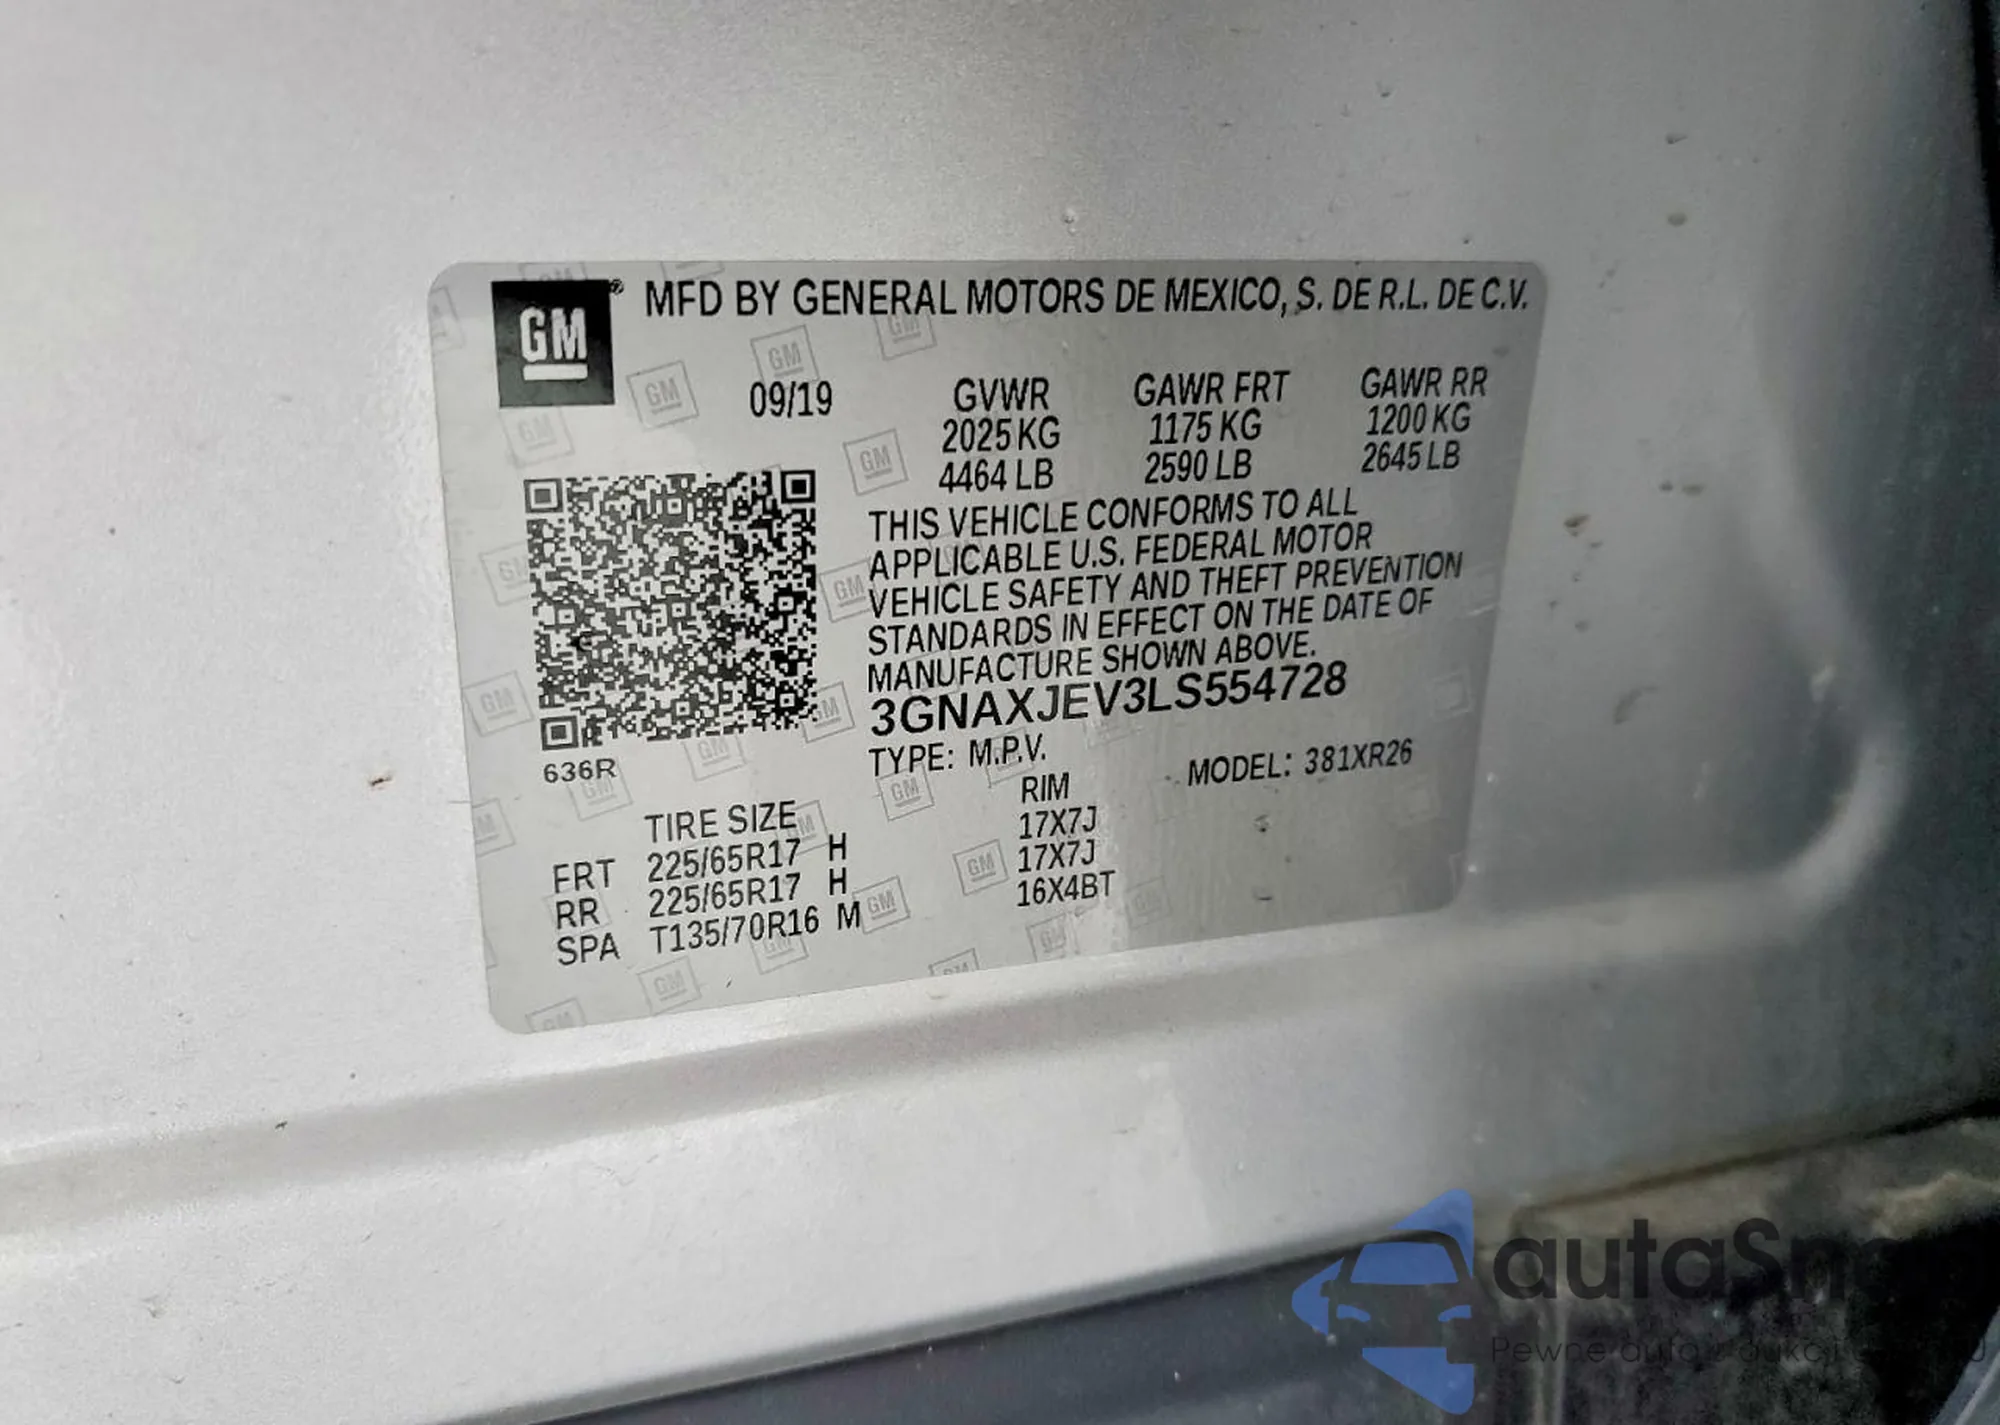 GM® MFD BY GENERAL MOTORS DE MEXICO, S. DE R.L. DE C.V.
09/19 GVWR GAWR FRT GAWR RR
2025 KG 1175 KG 1200 KG
4464 LB 2590 LB 2645 LB
THIS VEHICLE CONFORMS TO ALL
APPLICABLE U.S. FEDERAL MOTOR
VEHICLE SAFETY AND THEFT PREVENTION
STANDARDS IN EFFECT ON THE DATE OF
MANUFACTURE SHOWN ABOVE.
3GNAXJEV3LS554728
636R
TYPE: M.P.V. MODEL: 381XR26
TIRE SIZE RIM
FRT 225/65R17 H 17X7J
RR 225/65R17 H 17X7J
SPA T135/70R16 M 16X4BT
autaSn
Pewne auta